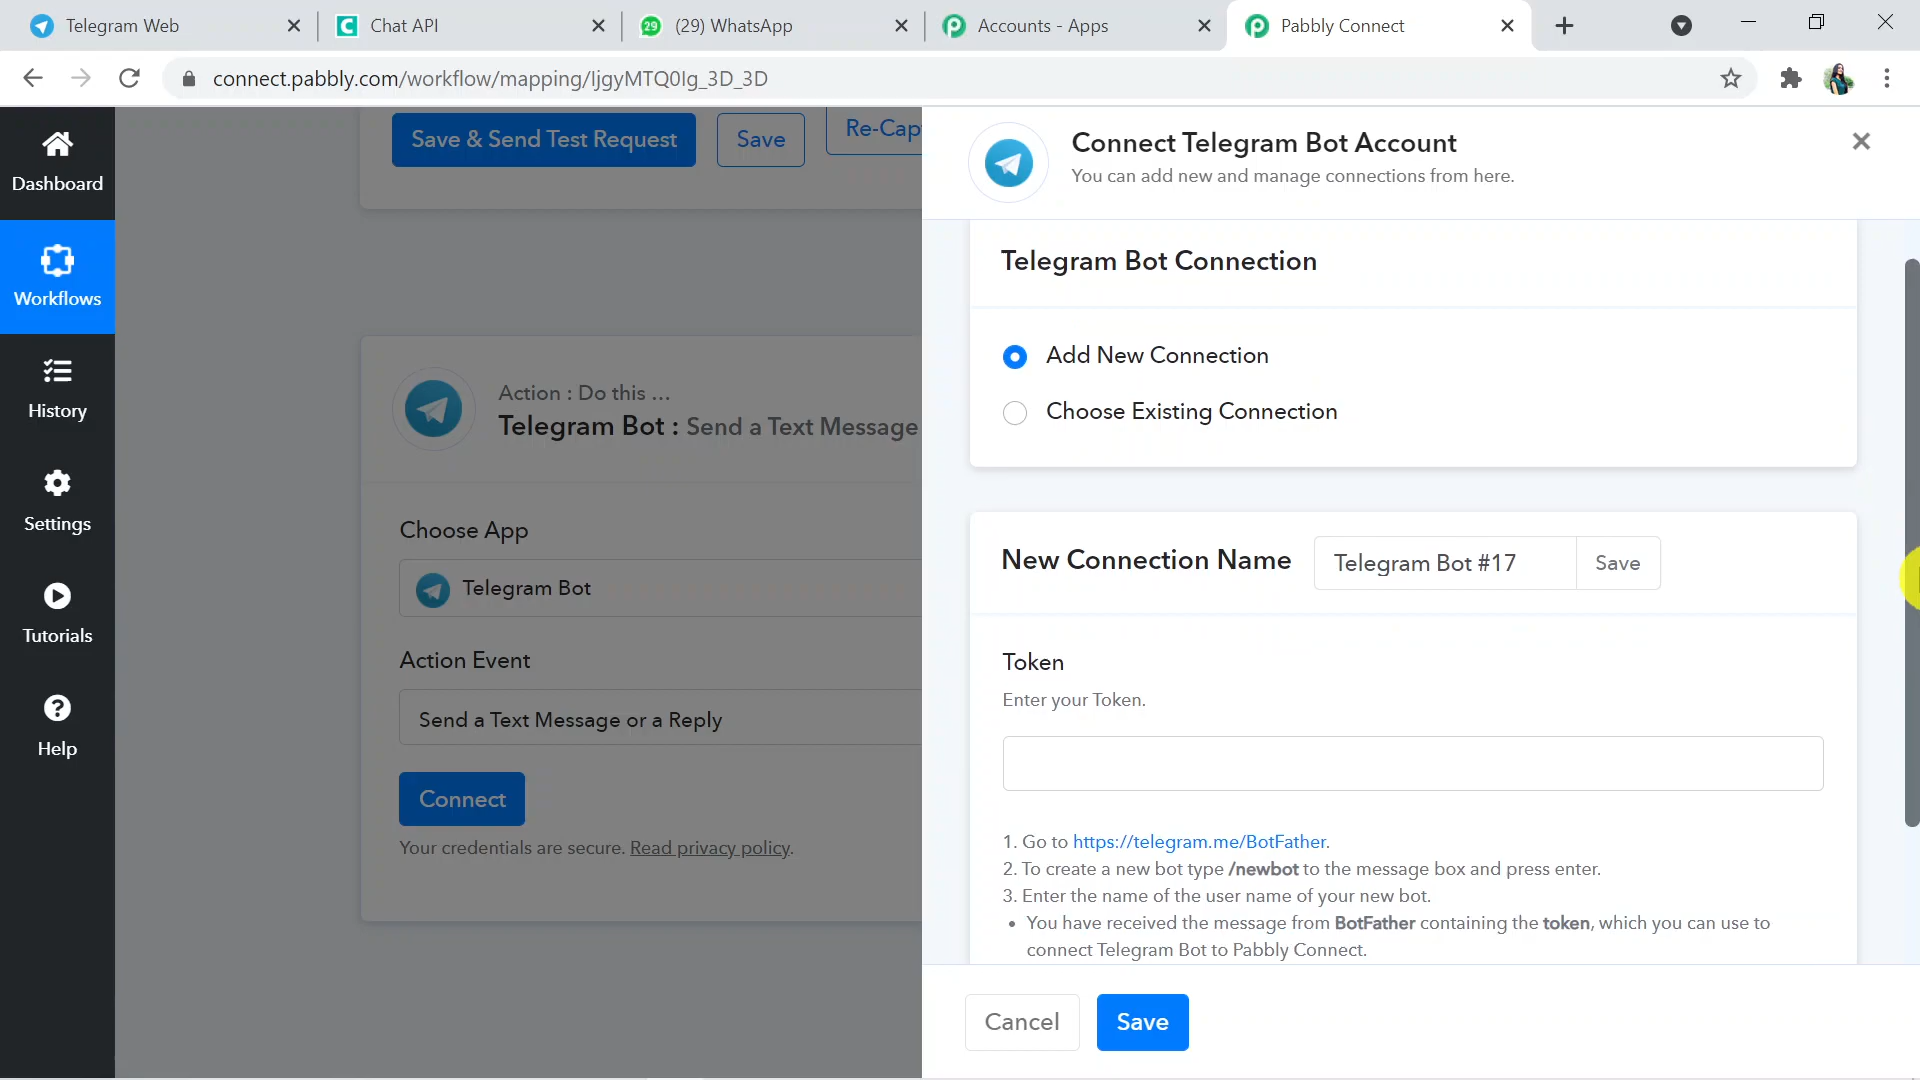 Telegram Web
Chat API
29
(29) WhatsApp
Accounts - Apps
Pabbly Connect
connect.pabbly.com/workflow/mapping/ljgyMTQ0Ig_3D_3D
Dashboard
Workflows
History
Settings
Tutorials
Help
Save & Send Test Request
Save
Re-Cap
Action : Do this ...
Telegram Bot : Send a Text Message
Choose App
Telegram Bot
Action Event
Send a Text Message or a Reply
Connect
Your credentials are secure. Read privacy policy.
Connect Telegram Bot Account
You can add new and manage connections from here.
Telegram Bot Connection
Add New Connection
Choose Existing Connection
New Connection Name
Telegram Bot #17
Save
Token
Enter your Token.
1. Go to https://telegram.me/BotFather.
2. To create a new bot type /newbot to the message box and press enter.
3. Enter the name of the user name of your new bot.
• You have received the message from BotFather containing the token, which you can use to
connect Telegram Bot to Pabbly Connect.
Cancel
Save